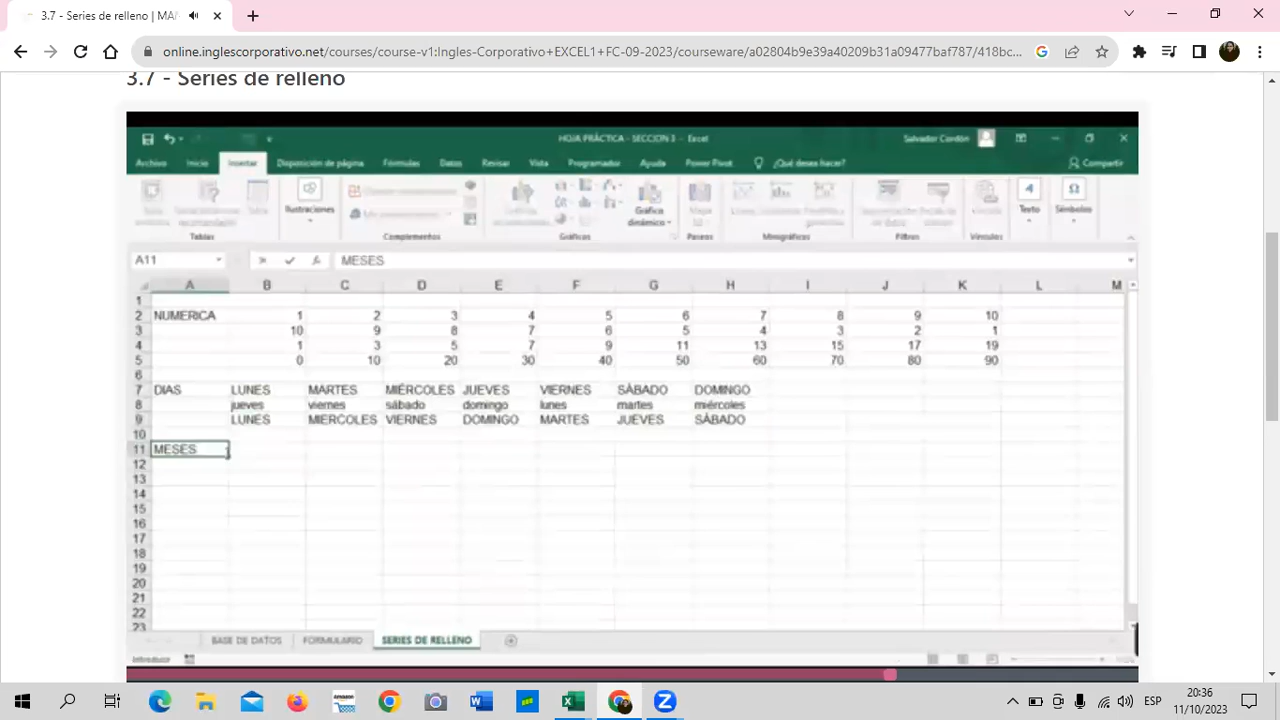 3.7 - Series de relleno | MAN
online.inglescorporativo.net/courses/course-v1:Ingles-Corporativo+EXCEL1+FC-09-2023/courseware/a02804b9e39a40209b31a09477baf787/418bc...
3.7 - Series de relleno
HOJA PRÁCTICA - SECCION 3 - Excel
Salvador Cordón
Archivo Inicio Insertar Disposición de página Fórmulas Datos Revisar Vista Programador Ayuda Power Pivot ¿Qué desea hacer? Compartir
Ilustraciones Gráfico dinámico Texto Símbolos
Tablas Complementos Gráficos Paseos Minigráficos Filtros Vínculos
A11 fx MESES
A B C D E F G H I J K L M
1
2 NUMERICA 1 2 3 4 5 6 7 8 9 10
3 10 9 8 7 6 5 4 3 2 1
4 1 3 5 7 9 11 13 15 17 19
5 0 10 20 30 40 50 60 70 80 90
6
7 DIAS LUNES MARTES MIÉRCOLES JUEVES VIERNES SÁBADO DOMINGO
8 jueves viernes sábado domingo lunes martes miércoles
9 LUNES MIERCOLES VIERNES DOMINGO MARTES JUEVES SÁBADO
10
11 MESES
12
13
14
15
16
17
18
19
20
21
22
23
BASE DE DATOS FORMULARIO SERIES DE RELLENO
Introducir
ESP
20:36
11/10/2023